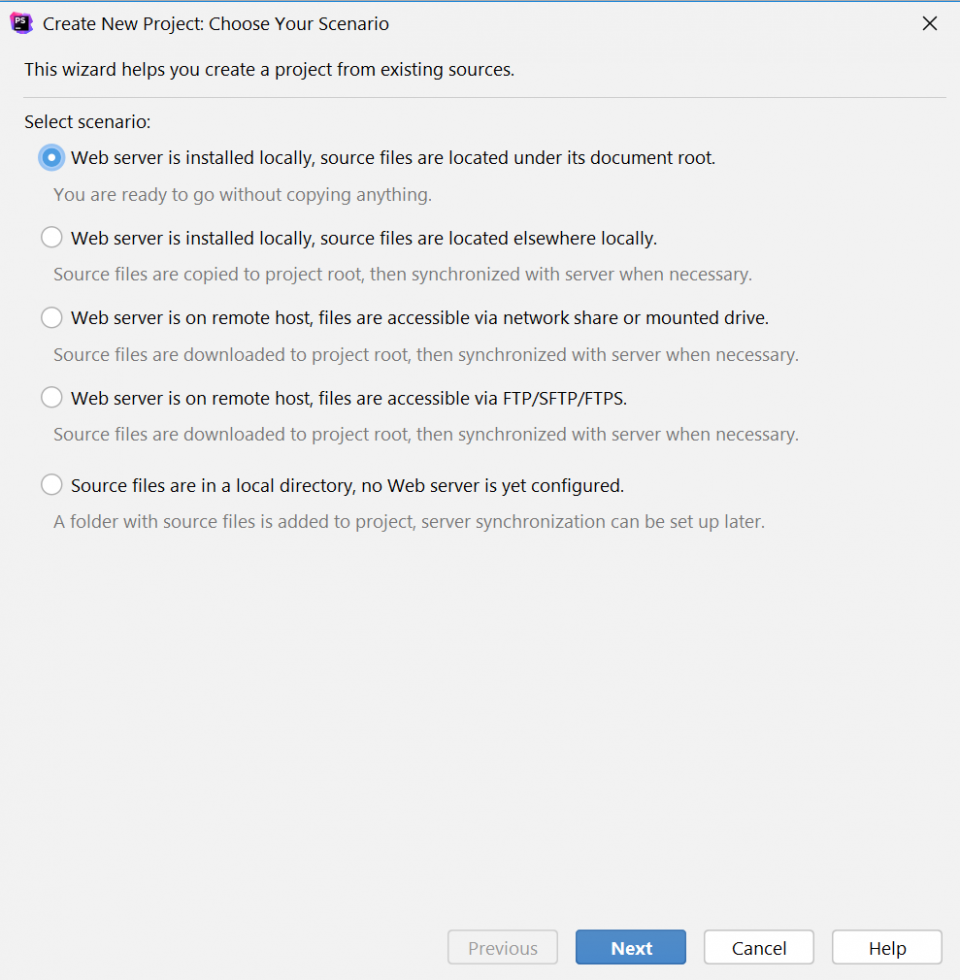 PS
Create New Project: Choose Your Scenario
This wizard helps you create a project from existing sources.
Select scenario:
Web server is installed locally, source files are located under its document root.
You are ready to go without copying anything.
Web server is installed locally, source files are located elsewhere locally.
Source files are copied to project root, then synchronized with server when necessary.
Web server is on remote host, files are accessible via network share or mounted drive.
Source files are downloaded to project root, then synchronized with server when necessary.
Web server is on remote host, files are accessible via FTP/SFTP/FTPS.
Source files are downloaded to project root, then synchronized with server when necessary.
Source files are in a local directory, no Web server is yet configured.
A folder with source files is added to project, server synchronization can be set up later.
Previous Next Cancel Help